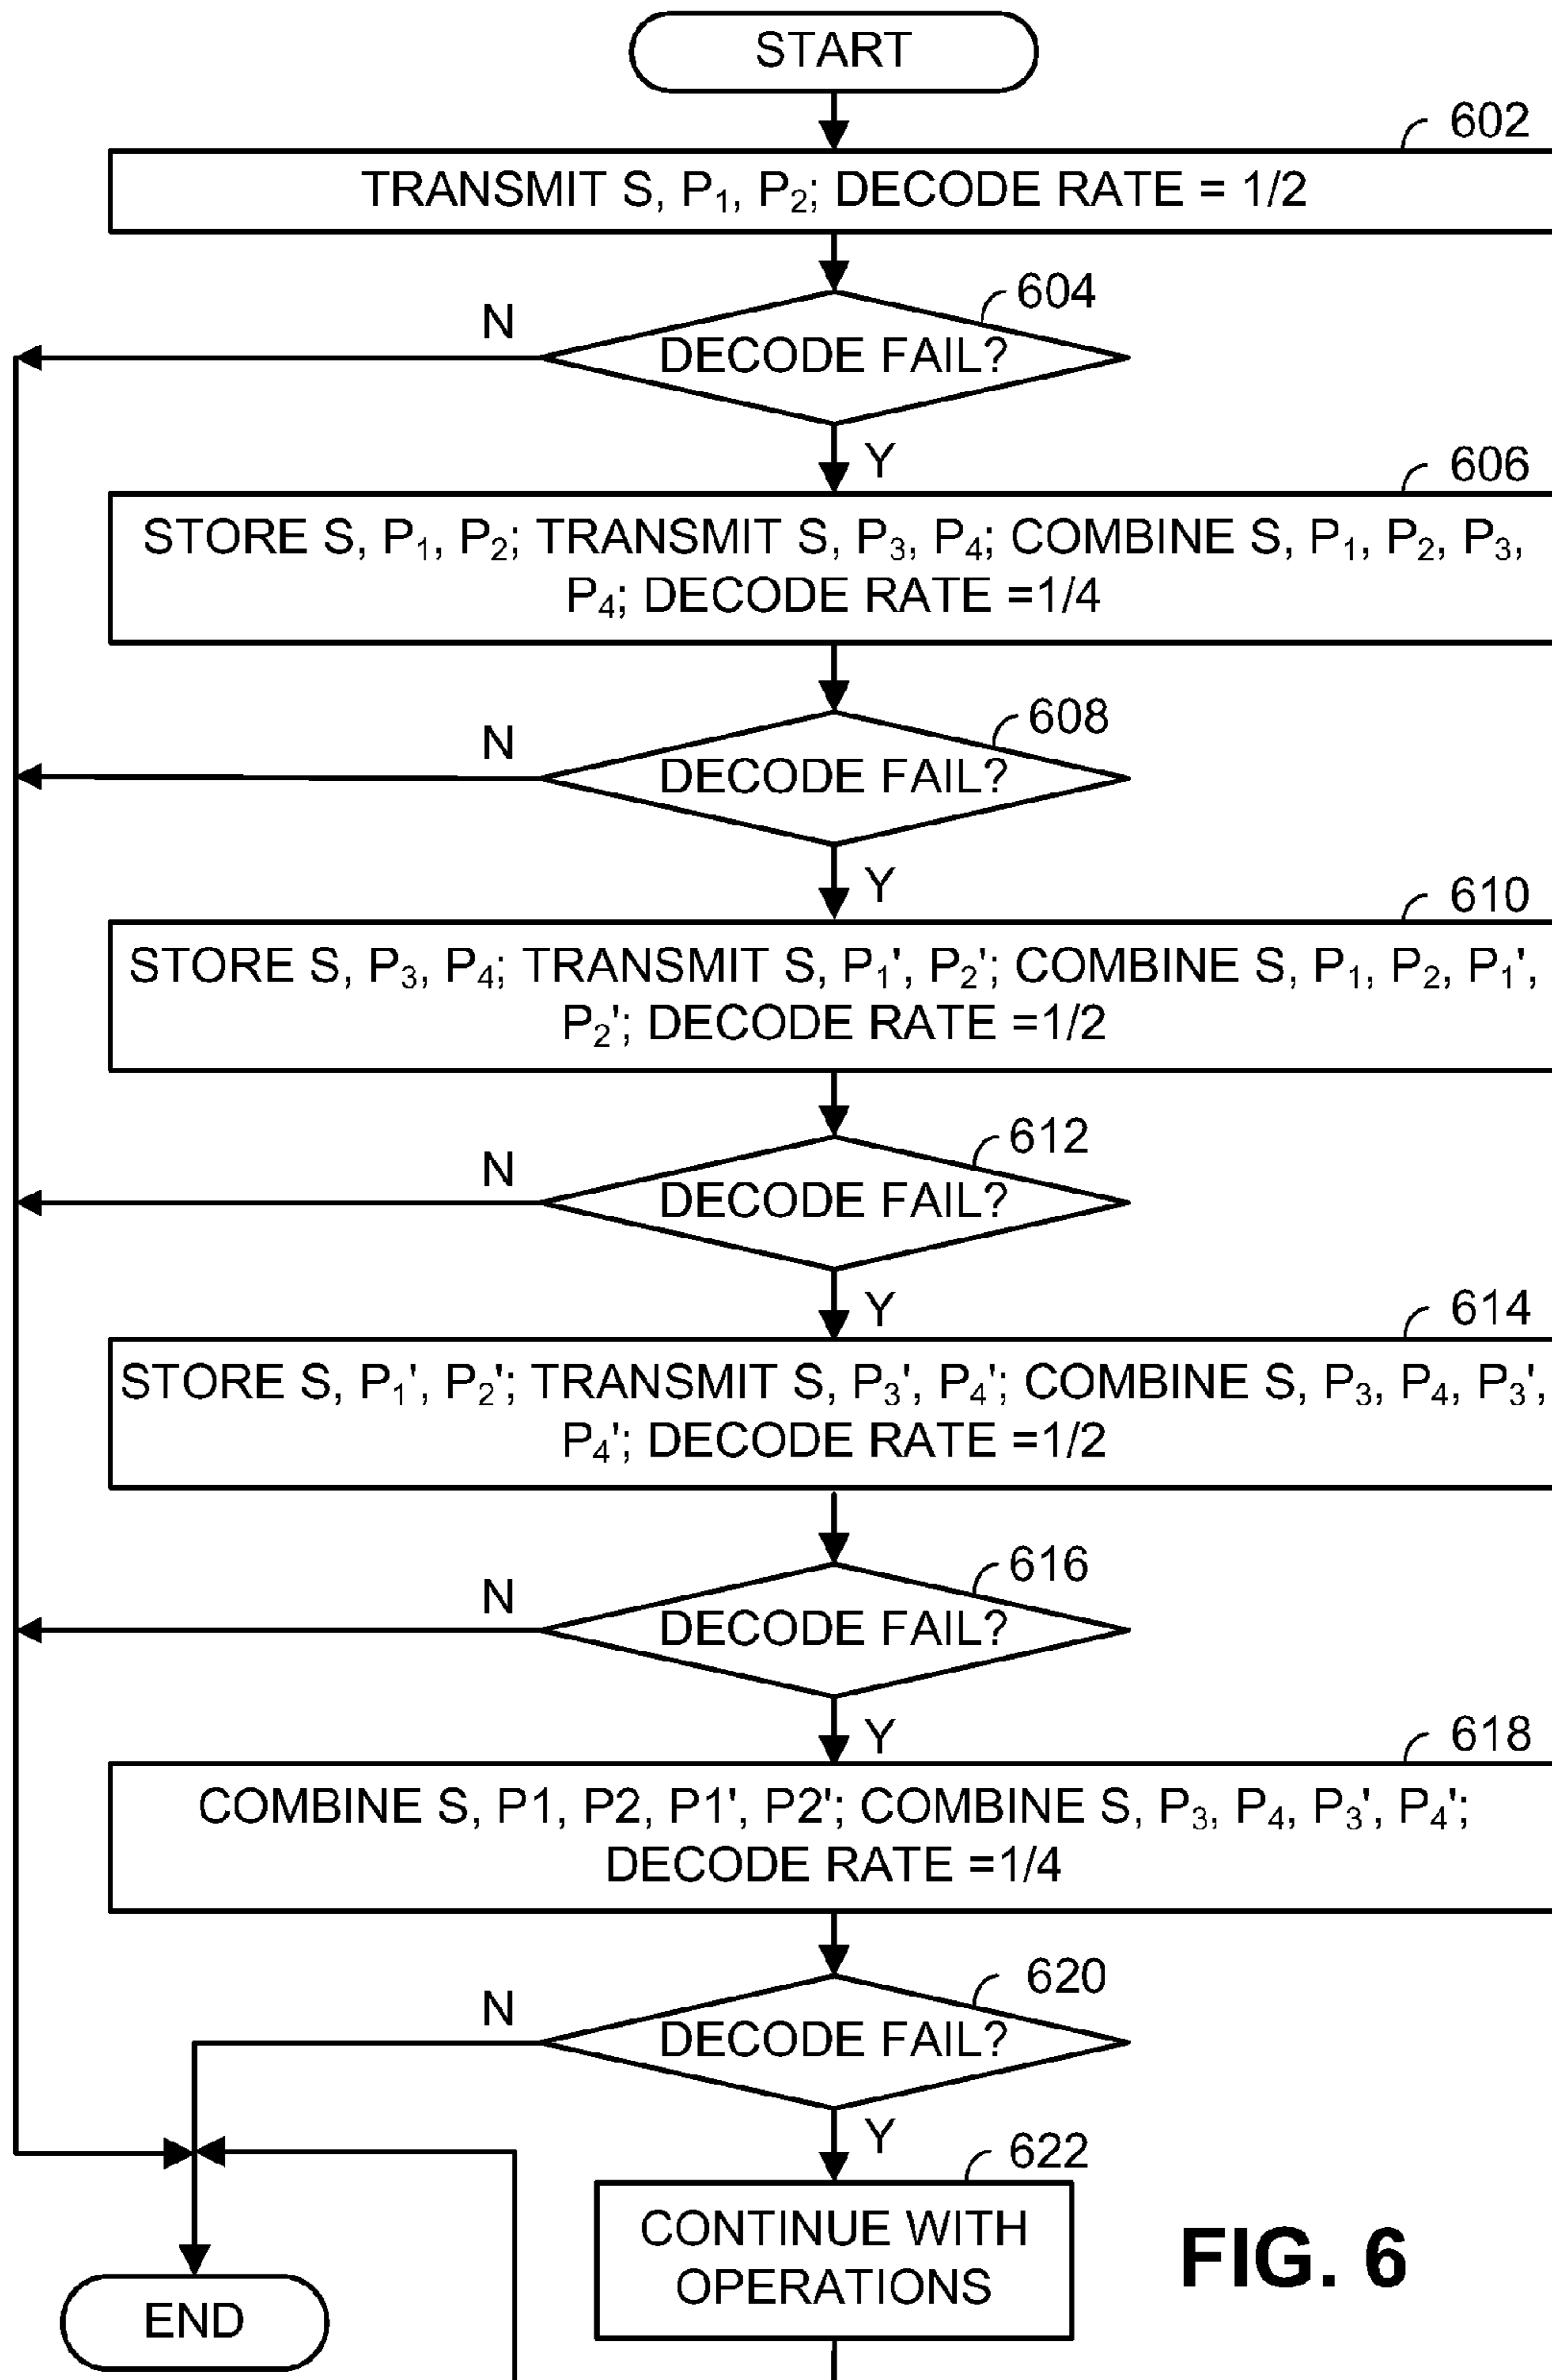 START
602
TRANSMIT S, P₁, P₂; DECODE RATE = 1/2
604
N
DECODE FAIL?
Y
606
STORE S, P₁, P₂; TRANSMIT S, P₃, P₄; COMBINE S, P₁, P₂, P₃,
P₄; DECODE RATE =1/4
608
N
DECODE FAIL?
Y
610
STORE S, P₃, P₄; TRANSMIT S, P₁', P₂'; COMBINE S, P₁, P₂, P₁',
P₂'; DECODE RATE =1/2
612
N
DECODE FAIL?
Y
614
STORE S, P₁', P₂'; TRANSMIT S, P₃', P₄'; COMBINE S, P₃, P₄, P₃',
P₄'; DECODE RATE =1/2
616
N
DECODE FAIL?
Y
618
COMBINE S, P1, P2, P1', P2'; COMBINE S, P₃, P₄, P₃', P₄';
DECODE RATE =1/4
620
N
DECODE FAIL?
Y
622
CONTINUE WITH
OPERATIONS
END
FIG. 6